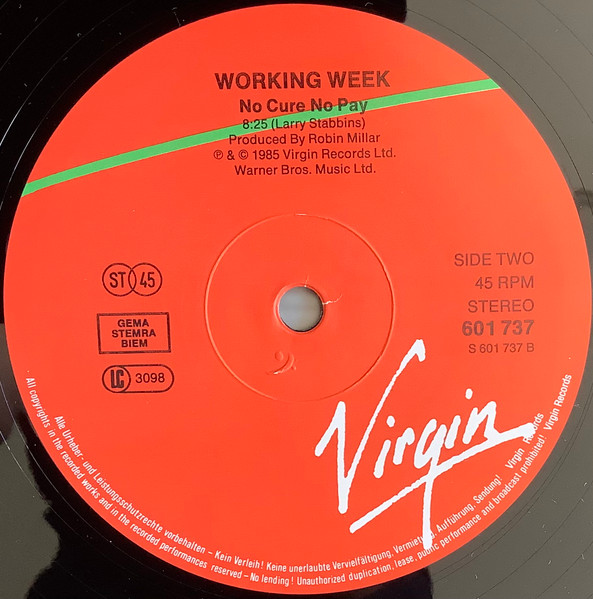 WORKING WEEK
No Cure No Pay
8:25 (Larry Stabbins)
Produced By Robin Millar
℗ & © 1985 Virgin Records Ltd.
Warner Bros. Music Ltd.
ST 45
GEMA
STEMRA
BIEM
LC 3098
SIDE TWO
45 RPM
STEREO
601 737
S 601 737 B
Virgin
Alle Urheber- und Leistungsschutzrechte vorbehalten – Kein Verleih! Keine unerlaubte Vervielfältigung, Vermietung, Aufführung, Sendung! Virgin Records
All copyrights in the recorded works and in the recorded performances reserved – No lending! Unauthorized duplication, lease, public performance and broadcast prohibited! Virgin Records